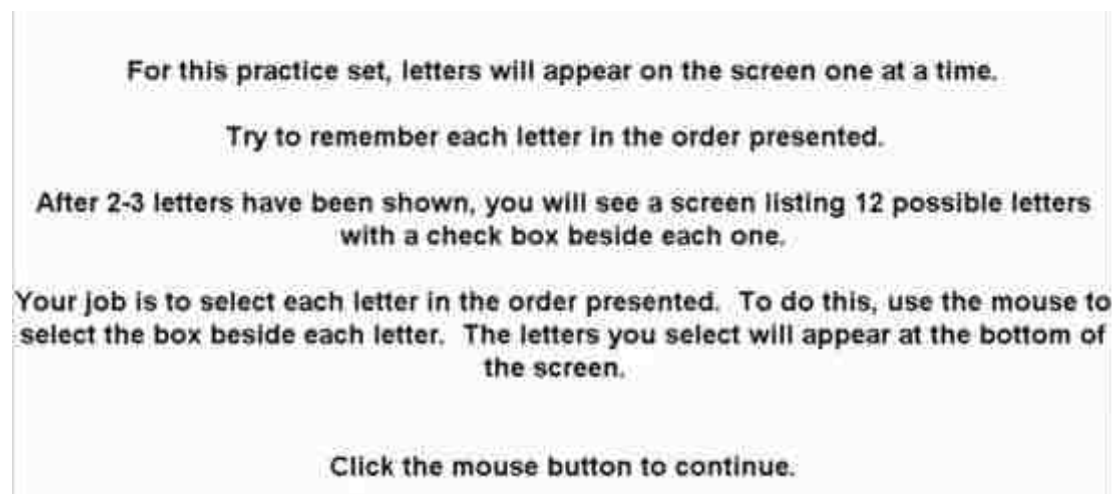 For this practice set, letters will appear on the screen one at a time.
Try to remember each letter in the order presented.
After 2-3 letters have been shown, you will see a screen listing 12 possible letters
with a check box beside each one.
Your job is to select each letter in the order presented.  To do this, use the mouse to
select the box beside each letter.  The letters you select will appear at the bottom of
the screen.
Click the mouse button to continue.